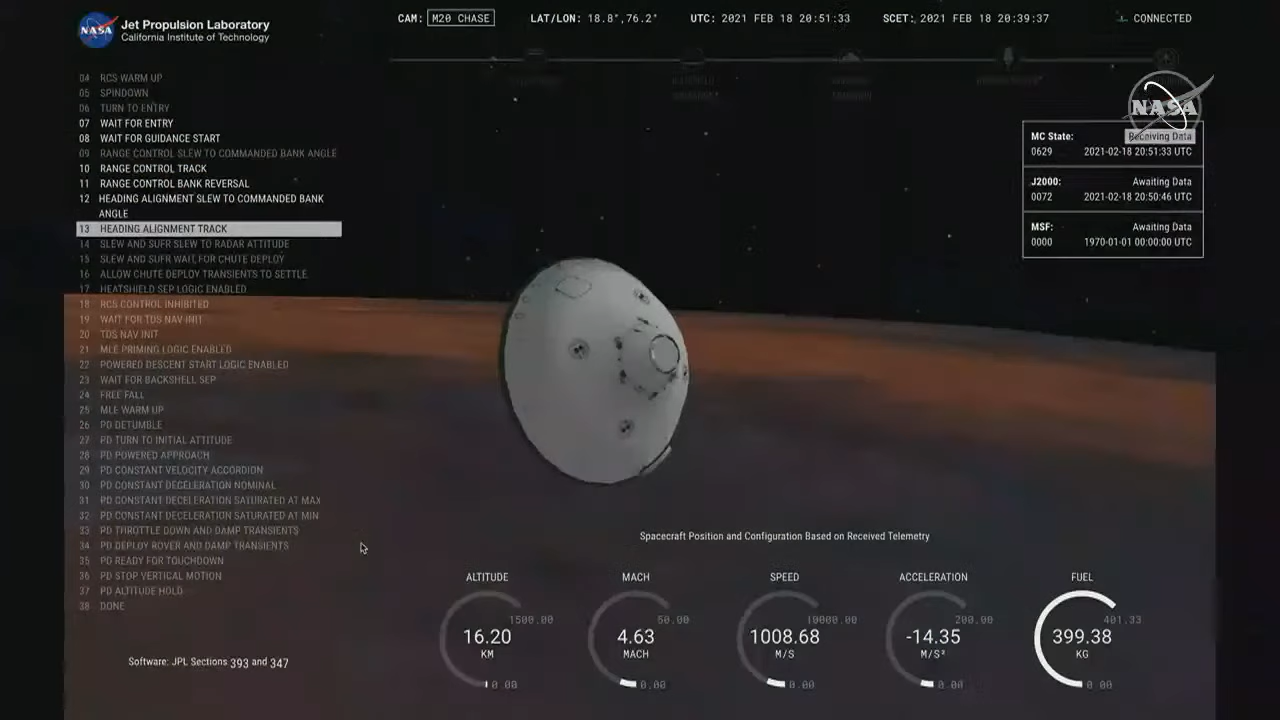 NASA
Jet Propulsion Laboratory
California Institute of Technology
CAM: M20 CHASE
LAT/LON: 18.8°,76.2°
UTC: 2021 FEB 18 20:51:33
SCET: 2021 FEB 18 20:39:37
CONNECTED
04 RCS WARM UP
05 SPINDOWN
06 TURN TO ENTRY
07 WAIT FOR ENTRY
08 WAIT FOR GUIDANCE START
09 RANGE CONTROL SLEW TO COMMANDED BANK ANGLE
10 RANGE CONTROL TRACK
11 RANGE CONTROL BANK REVERSAL
12 HEADING ALIGNMENT SLEW TO COMMANDED BANK
ANGLE
13 HEADING ALIGNMENT TRACK
14 SLEW AND SUFR SLEW TO RADAR ATTITUDE
15 SLEW AND SUFR WAIT FOR CHUTE DEPLOY
16 ALLOW CHUTE DEPLOY TRANSIENTS TO SETTLE
17 HEATSHIELD SEP LOGIC ENABLED
18 RCS CONTROL INHIBITED
19 WAIT FOR TDS NAV INIT
20 TDS NAV INIT
21 MLE PRIMING LOGIC ENABLED
22 POWERED DESCENT START LOGIC ENABLED
23 WAIT FOR BACKSHELL SEP
24 FREE FALL
25 MLE WARM UP
26 PD DETUMBLE
27 PD TURN TO INITIAL ATTITUDE
28 PD POWERED APPROACH
29 PD CONSTANT VELOCITY ACCORDION
30 PD CONSTANT DECELERATION NOMINAL
31 PD CONSTANT DECELERATION SATURATED AT MAX
32 PD CONSTANT DECELERATION SATURATED AT MIN
33 PD THROTTLE DOWN AND DAMP TRANSIENTS
34 PD DEPLOY ROVER AND DAMP TRANSIENTS
35 PD READY FOR TOUCHDOWN
36 PD STOP VERTICAL MOTION
37 PD ALTITUDE HOLD
38 DONE
Software: JPL Sections 393 and 347
NASA
MC State: Receiving Data
0629 2021-02-18 20:51:33 UTC
J2000: Awaiting Data
0072 2021-02-18 20:50:46 UTC
MSF: Awaiting Data
0000 1970-01-01 00:00:00 UTC
Spacecraft Position and Configuration Based on Received Telemetry
ALTITUDE
1500.00
16.20
KM
0.00
MACH
50.00
4.63
MACH
0.00
SPEED
10000.00
1008.68
M/S
0.00
ACCELERATION
200.00
-14.35
M/S²
0.00
FUEL
401.33
399.38
KG
0.00